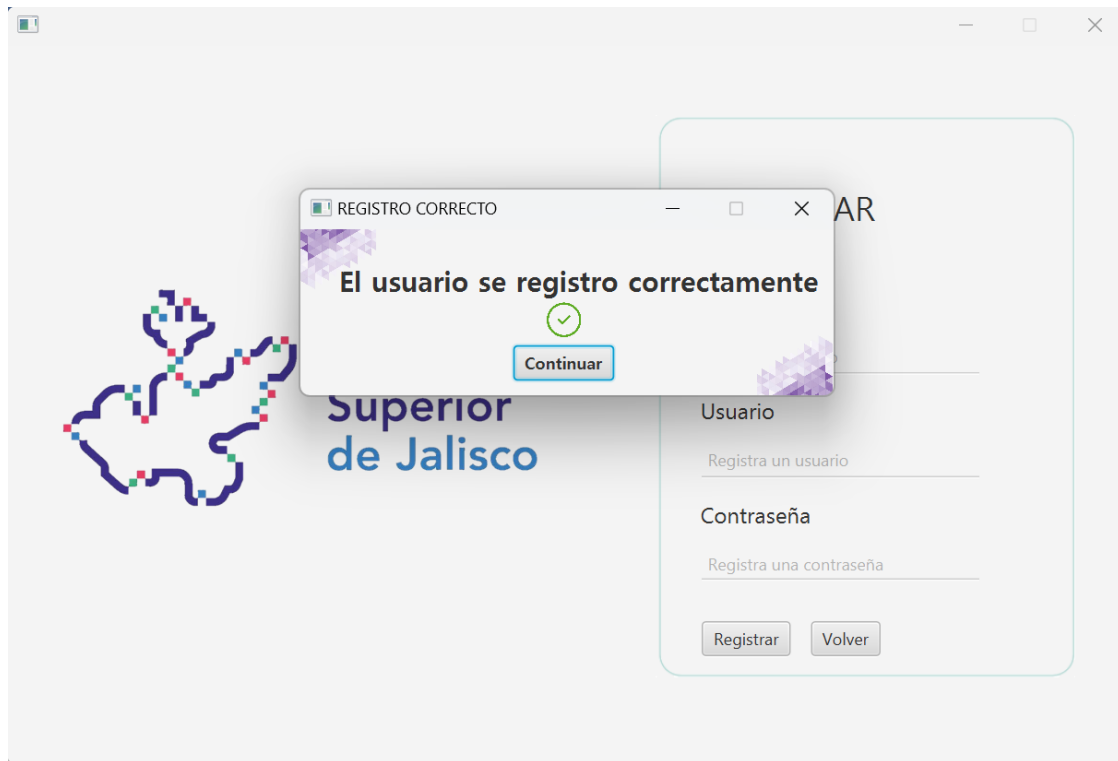 REGISTRO CORRECTO
AR
El usuario se registro correctamente
Continuar
Superior
de Jalisco
Usuario
Registra un usuario
Contraseña
Registra una contraseña
Registrar
Volver